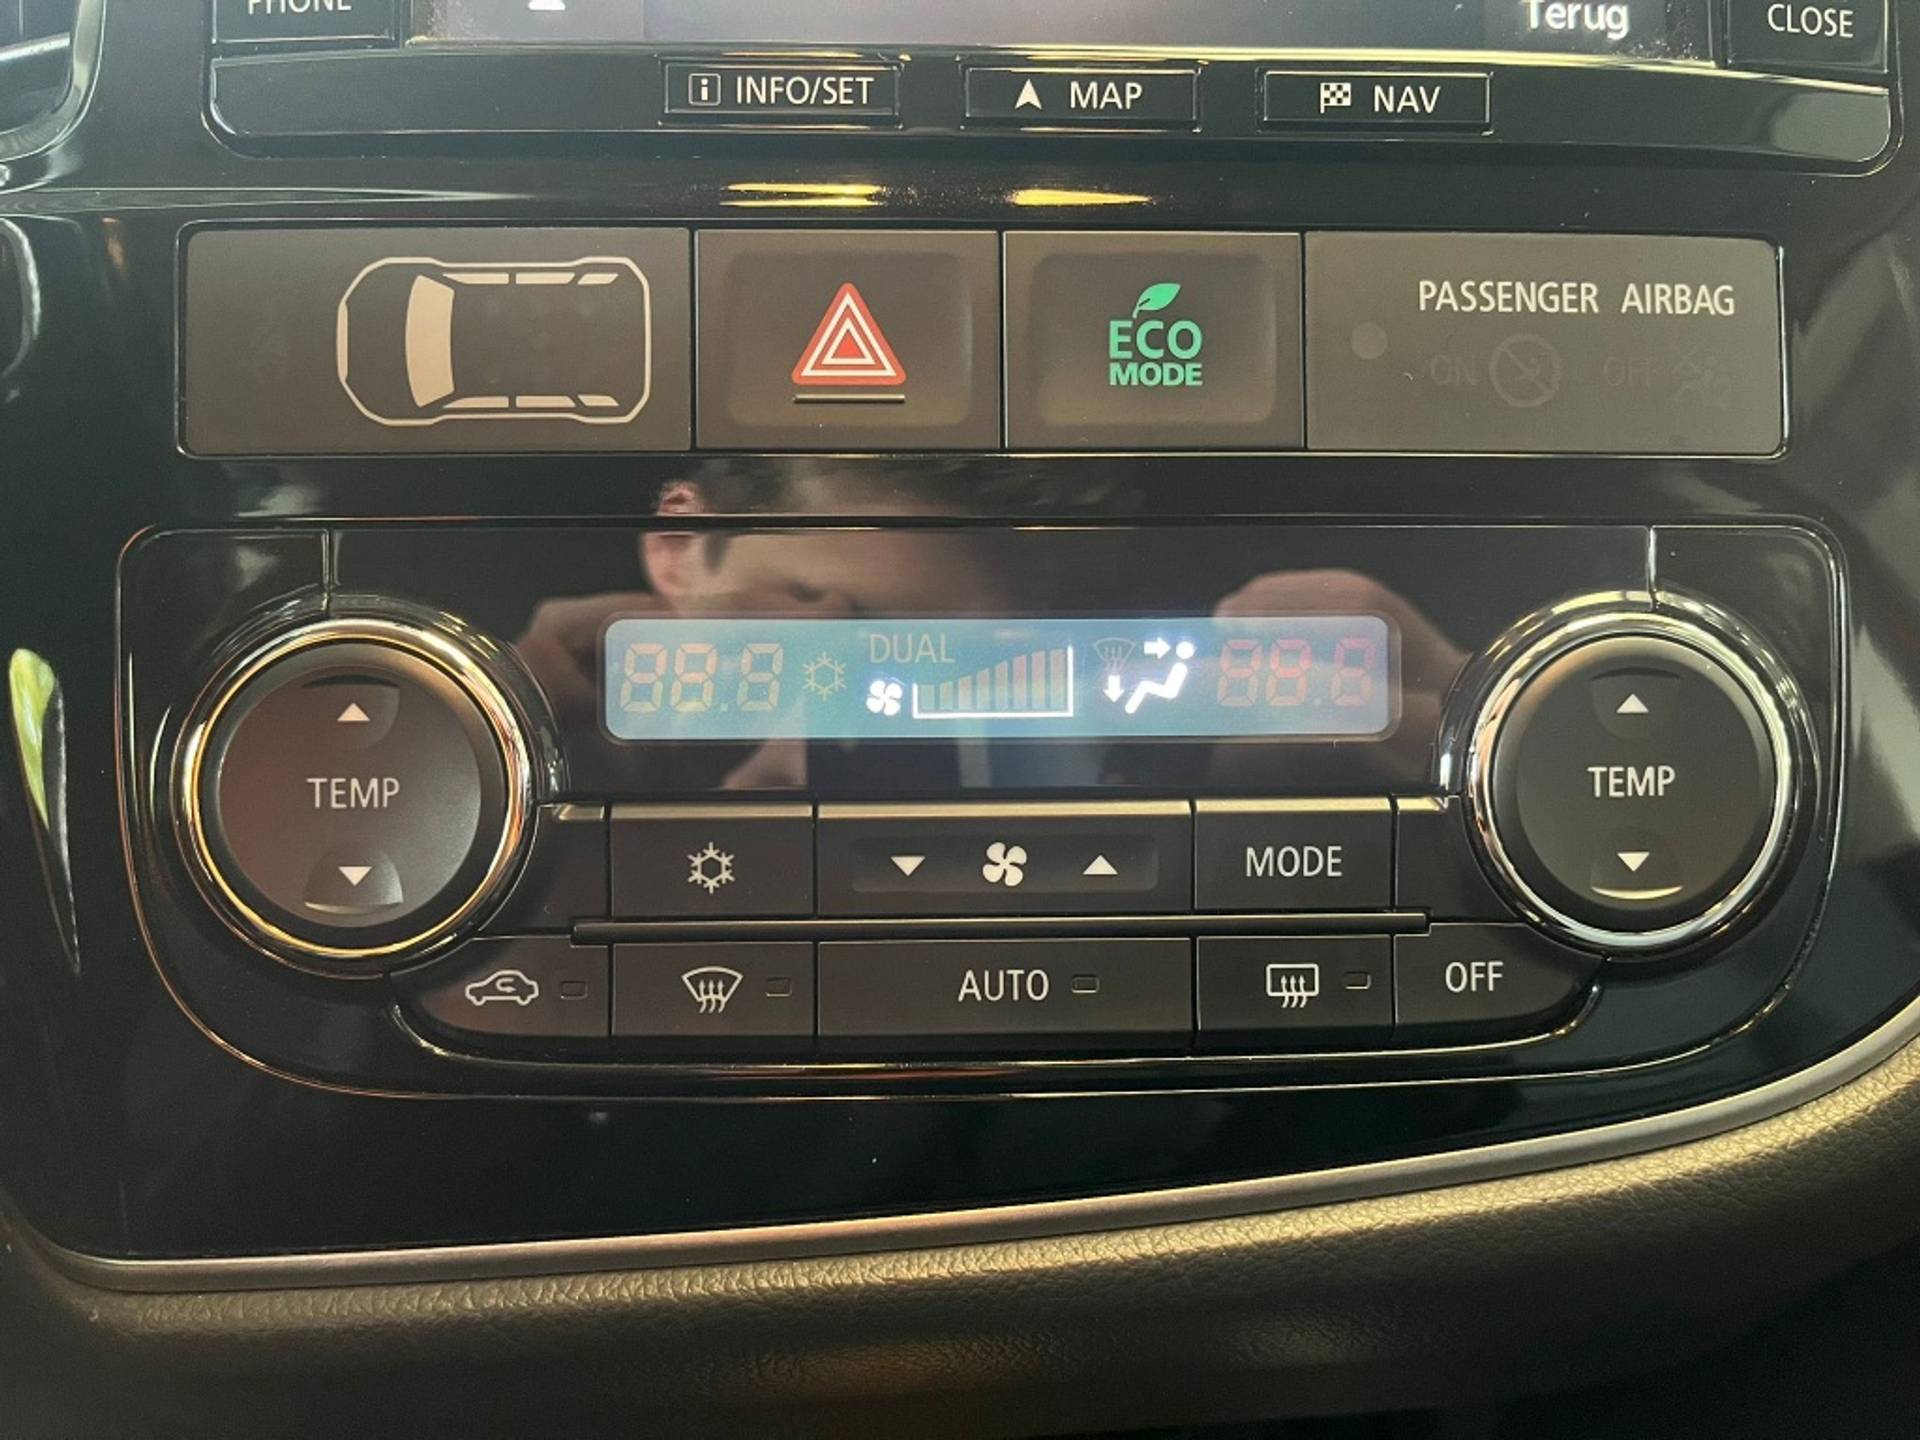 PHONE
Terug
CLOSE
INFO/SET
MAP
NAV
ECO
MODE
PASSENGER AIRBAG
ON
OFF
DUAL
88.8
88.8
TEMP
TEMP
MODE
AUTO
OFF